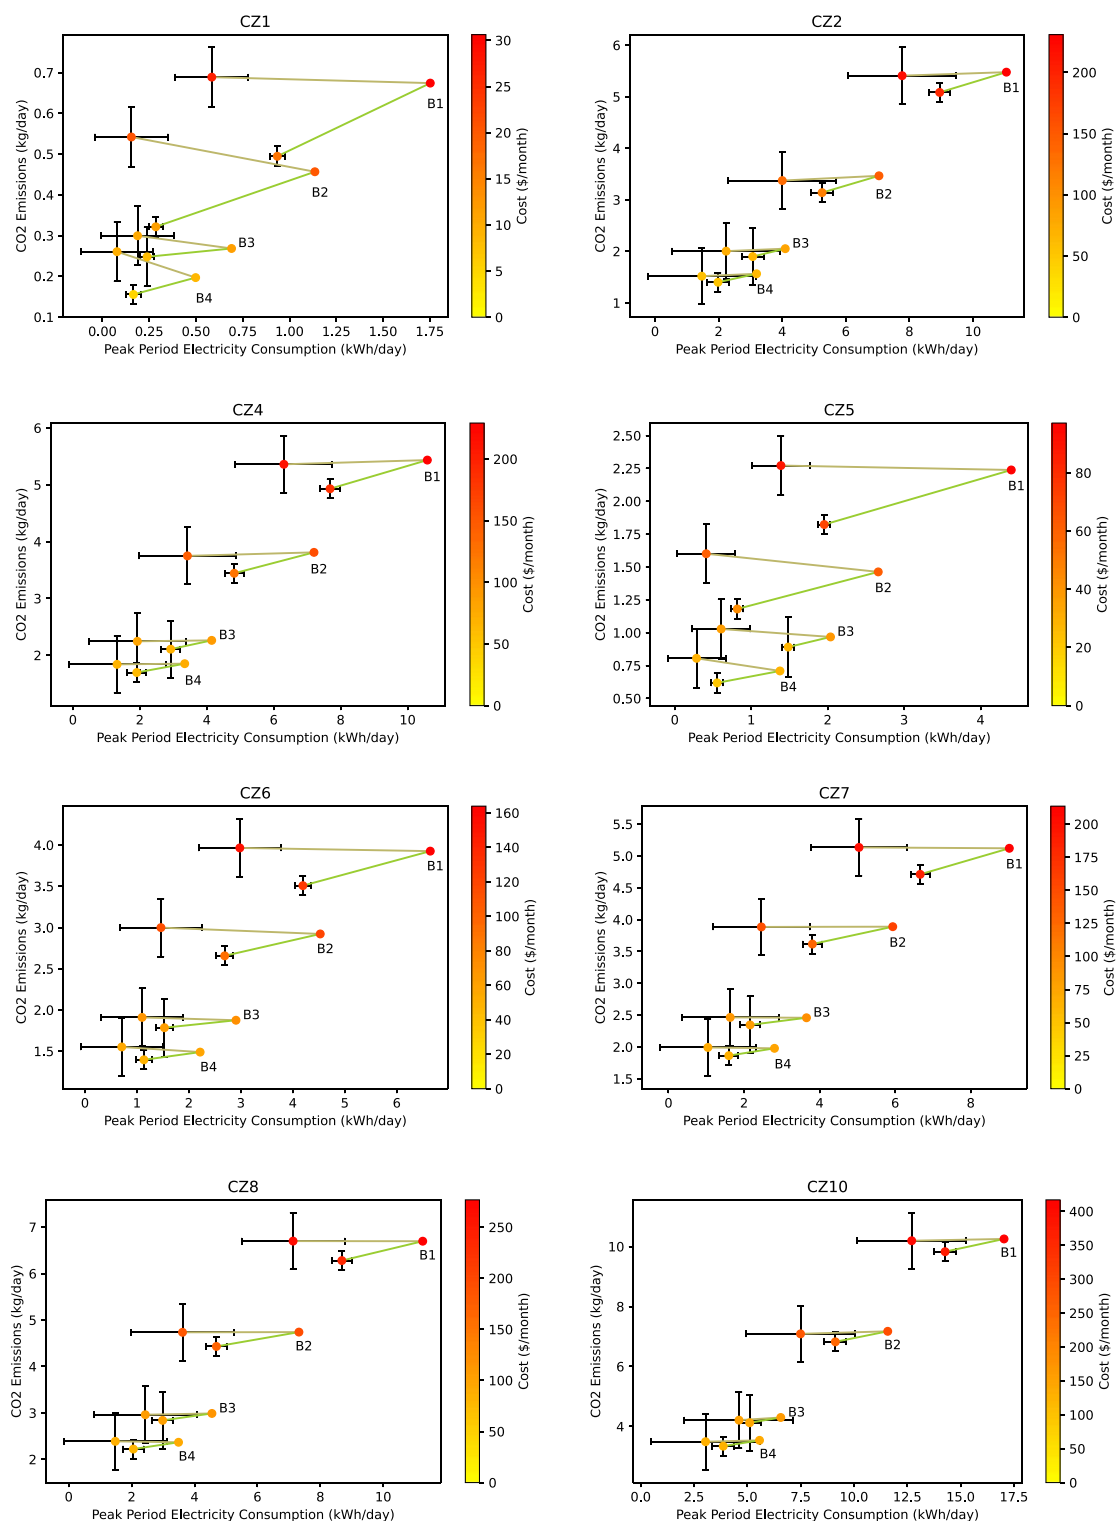 CZ1
CO2 Emissions (kg/day)
0.7
0.6
0.5
0.4
0.3
0.2
0.1
B1
B2
B3
B4
0.00 0.25 0.50 0.75 1.00 1.25 1.50 1.75
Peak Period Electricity Consumption (kWh/day)
30
25
20
15
10
5
0
Cost ($/month)
CZ2
CO2 Emissions (kg/day)
6
5
4
3
2
1
B1
B2
B3
B4
0 2 4 6 8 10
Peak Period Electricity Consumption (kWh/day)
200
150
100
50
0
Cost ($/month)
CZ4
CO2 Emissions (kg/day)
6
5
4
3
2
B1
B2
B3
B4
0 2 4 6 8 10
Peak Period Electricity Consumption (kWh/day)
200
150
100
50
0
Cost ($/month)
CZ5
CO2 Emissions (kg/day)
2.50
2.25
2.00
1.75
1.50
1.25
1.00
0.75
0.50
B1
B2
B3
B4
0 1 2 3 4
Peak Period Electricity Consumption (kWh/day)
80
60
40
20
0
Cost ($/month)
CZ6
CO2 Emissions (kg/day)
4.0
3.5
3.0
2.5
2.0
1.5
B1
B2
B3
B4
0 1 2 3 4 5 6
Peak Period Electricity Consumption (kWh/day)
160
140
120
100
80
60
40
20
0
Cost ($/month)
CZ7
CO2 Emissions (kg/day)
5.5
5.0
4.5
4.0
3.5
3.0
2.5
2.0
1.5
B1
B2
B3
B4
0 2 4 6 8
Peak Period Electricity Consumption (kWh/day)
200
175
150
125
100
75
50
25
0
Cost ($/month)
CZ8
CO2 Emissions (kg/day)
7
6
5
4
3
2
B1
B2
B3
B4
0 2 4 6 8 10
Peak Period Electricity Consumption (kWh/day)
250
200
150
100
50
0
Cost ($/month)
CZ10
CO2 Emissions (kg/day)
10
8
6
4
B1
B2
B3
B4
0.0 2.5 5.0 7.5 10.0 12.5 15.0 17.5
Peak Period Electricity Consumption (kWh/day)
400
350
300
250
200
150
100
50
0
Cost ($/month)